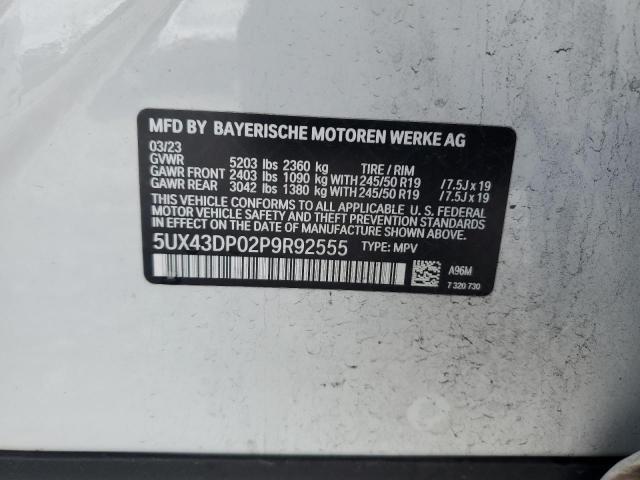 MFD BY BAYERISCHE MOTOREN WERKE AG
03/23
GVWR 5203 lbs 2360 kg TIRE / RIM
GAWR FRONT 2403 lbs 1090 kg WITH 245/50 R19 /7.5J x 19
GAWR REAR 3042 lbs 1380 kg WITH 245/50 R19 /7.5J x 19
THIS VEHICLE CONFORMS TO ALL APPLICABLE U. S. FEDERAL
MOTOR VEHICLE SAFETY, BUMPER, AND THEFT PREVENTION
STANDARDS IN EFFECT ON THE DATE OF MANUFACTURE SHOWN ABOVE.
5UX43DP02P9R92555 TYPE: MPV
A96M
7 320 730